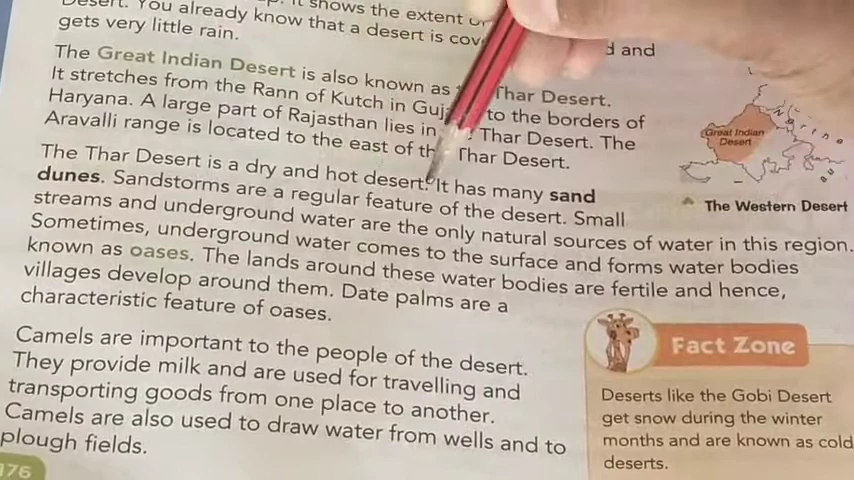 Desert. You already know that a desert is cov
gets very little rain.
it shows the extent of
d and
The Great Indian Desert is also known as Thar Desert.
It stretches from the Rann of Kutch in Guj to the borders of
Haryana. A large part of Rajasthan lies in Thar Desert. The
Aravalli range is located to the east of th Thar Desert.
The Thar Desert is a dry and hot desert. It has many sand
dunes. Sandstorms are a regular feature of the desert. Small
streams and underground water are the only natural sources of water in this region.
Sometimes, underground water comes to the surface and forms water bodies
known as oases. The lands around these water bodies are fertile and hence,
villages develop around them. Date palms are a
characteristic feature of oases.
Camels are important to the people of the desert.
They provide milk and are used for travelling and
transporting goods from one place to another.
Camels are also used to draw water from wells and to
plough fields.
176
Great Indian
Desert
The Western Desert
Fact Zone
Deserts like the Gobi Desert
get snow during the winter
months and are known as cold
deserts.